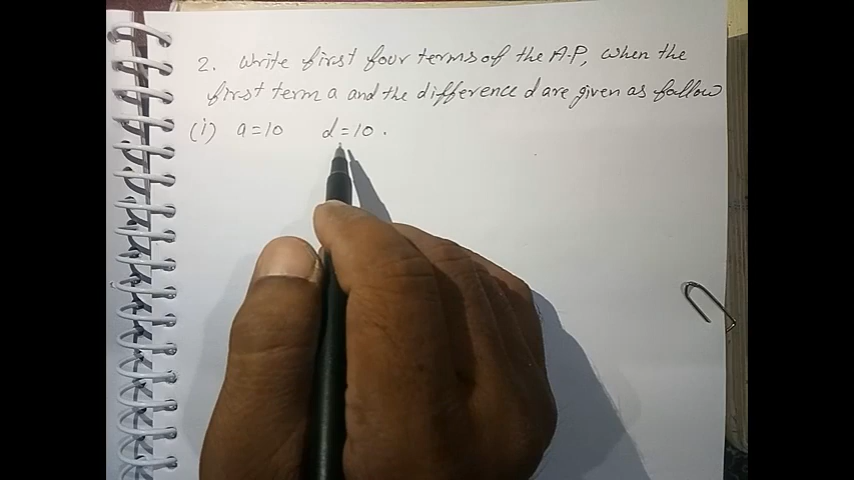 2. Write first four terms of the A.P, when the
first term a and the difference d are given as follow
(i) a=10 d=10.